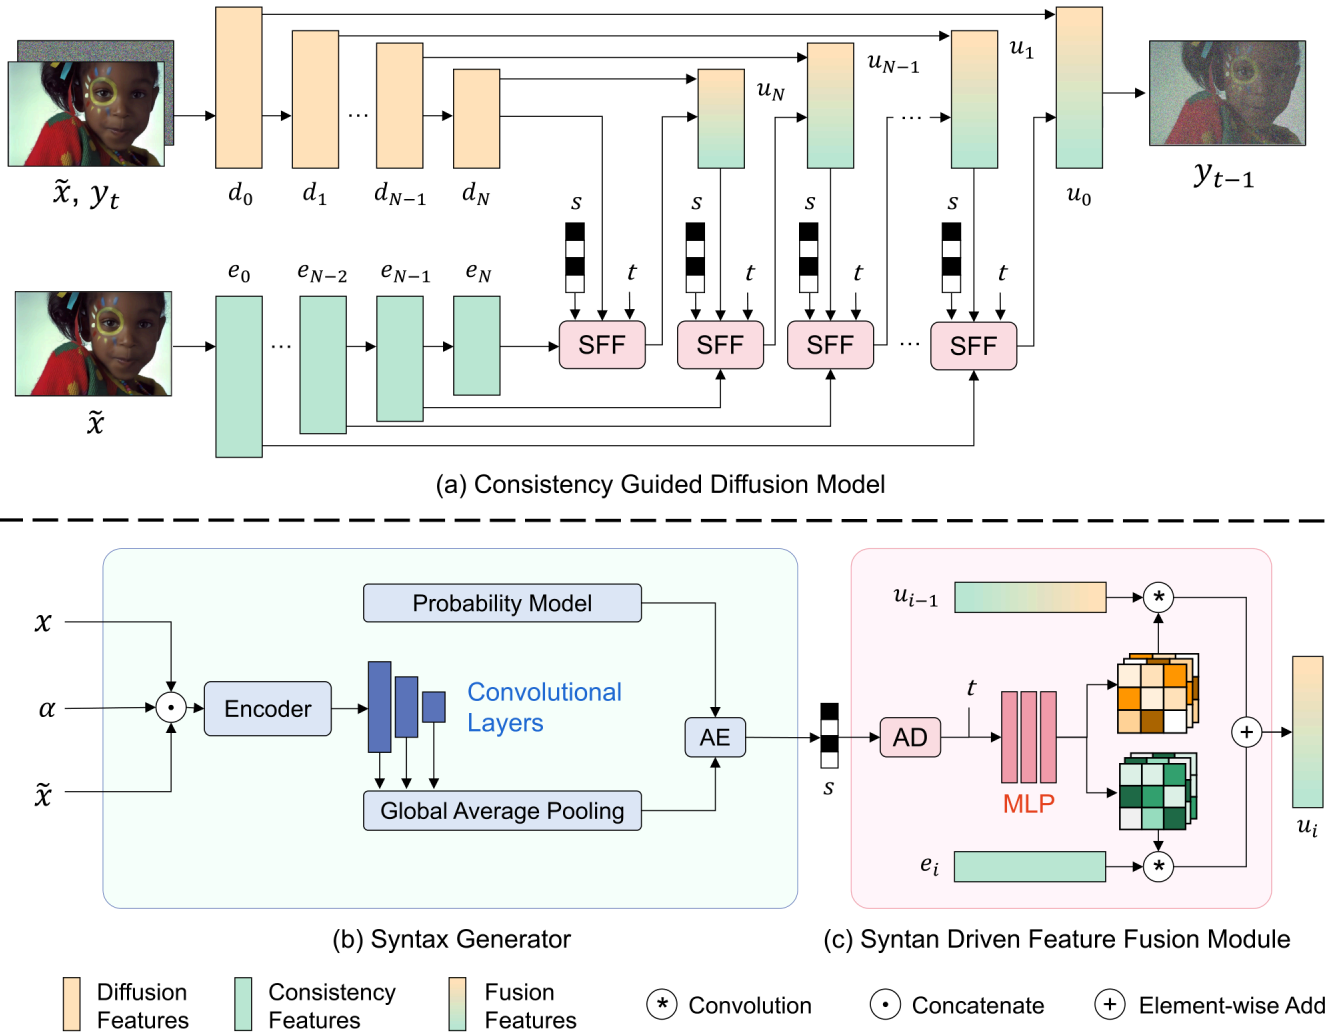 x̃, y_t
d_0
d_1
...
d_{N−1}
d_N
u_N
u_{N−1}
...
u_1
u_0
y_{t−1}
s
s
s
s
e_0
e_{N−2}
e_{N−1}
e_N
t
t
t
t
...
SFF
SFF
SFF
...
SFF
x̃
(a) Consistency Guided Diffusion Model
x
α
x̃
Encoder
Probability Model
Convolutional
Layers
Global Average Pooling
AE
s
AD
t
MLP
u_{i−1}
*
e_i
*
+
u_i
(b) Syntax Generator
(c) Syntan Driven Feature Fusion Module
Diffusion
Features
Consistency
Features
Fusion
Features
* Convolution
· Concatenate
+ Element-wise Add